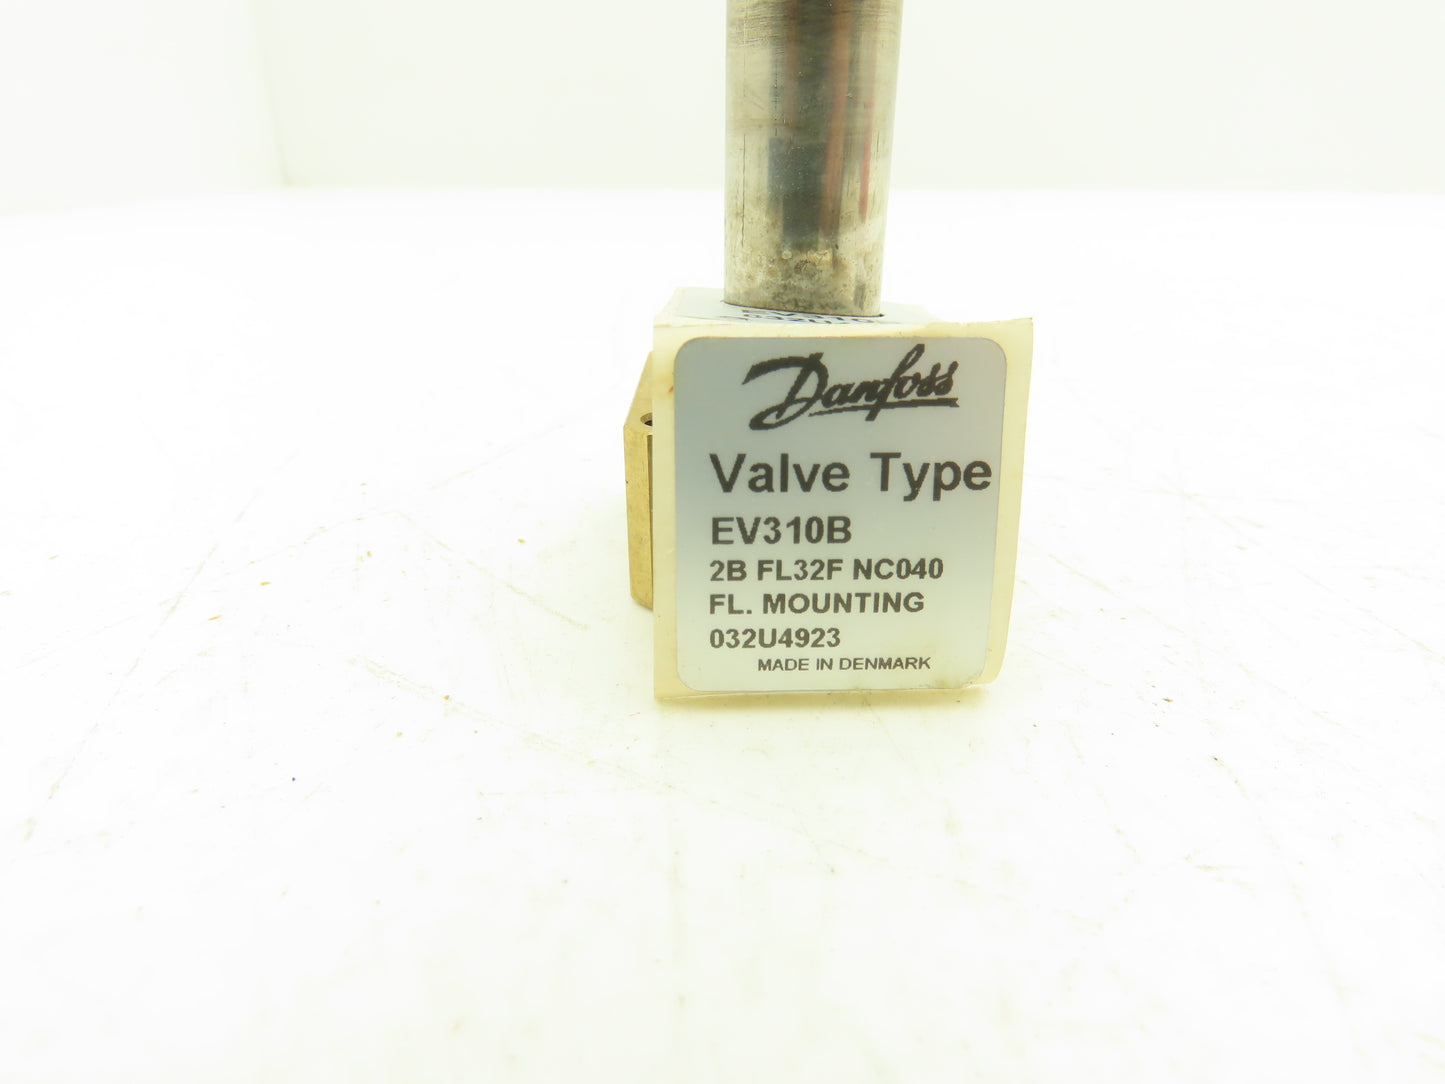 Danfoss
Valve Type
EV310B
2B FL32F NC040
FL. MOUNTING
032U4923
MADE IN DENMARK